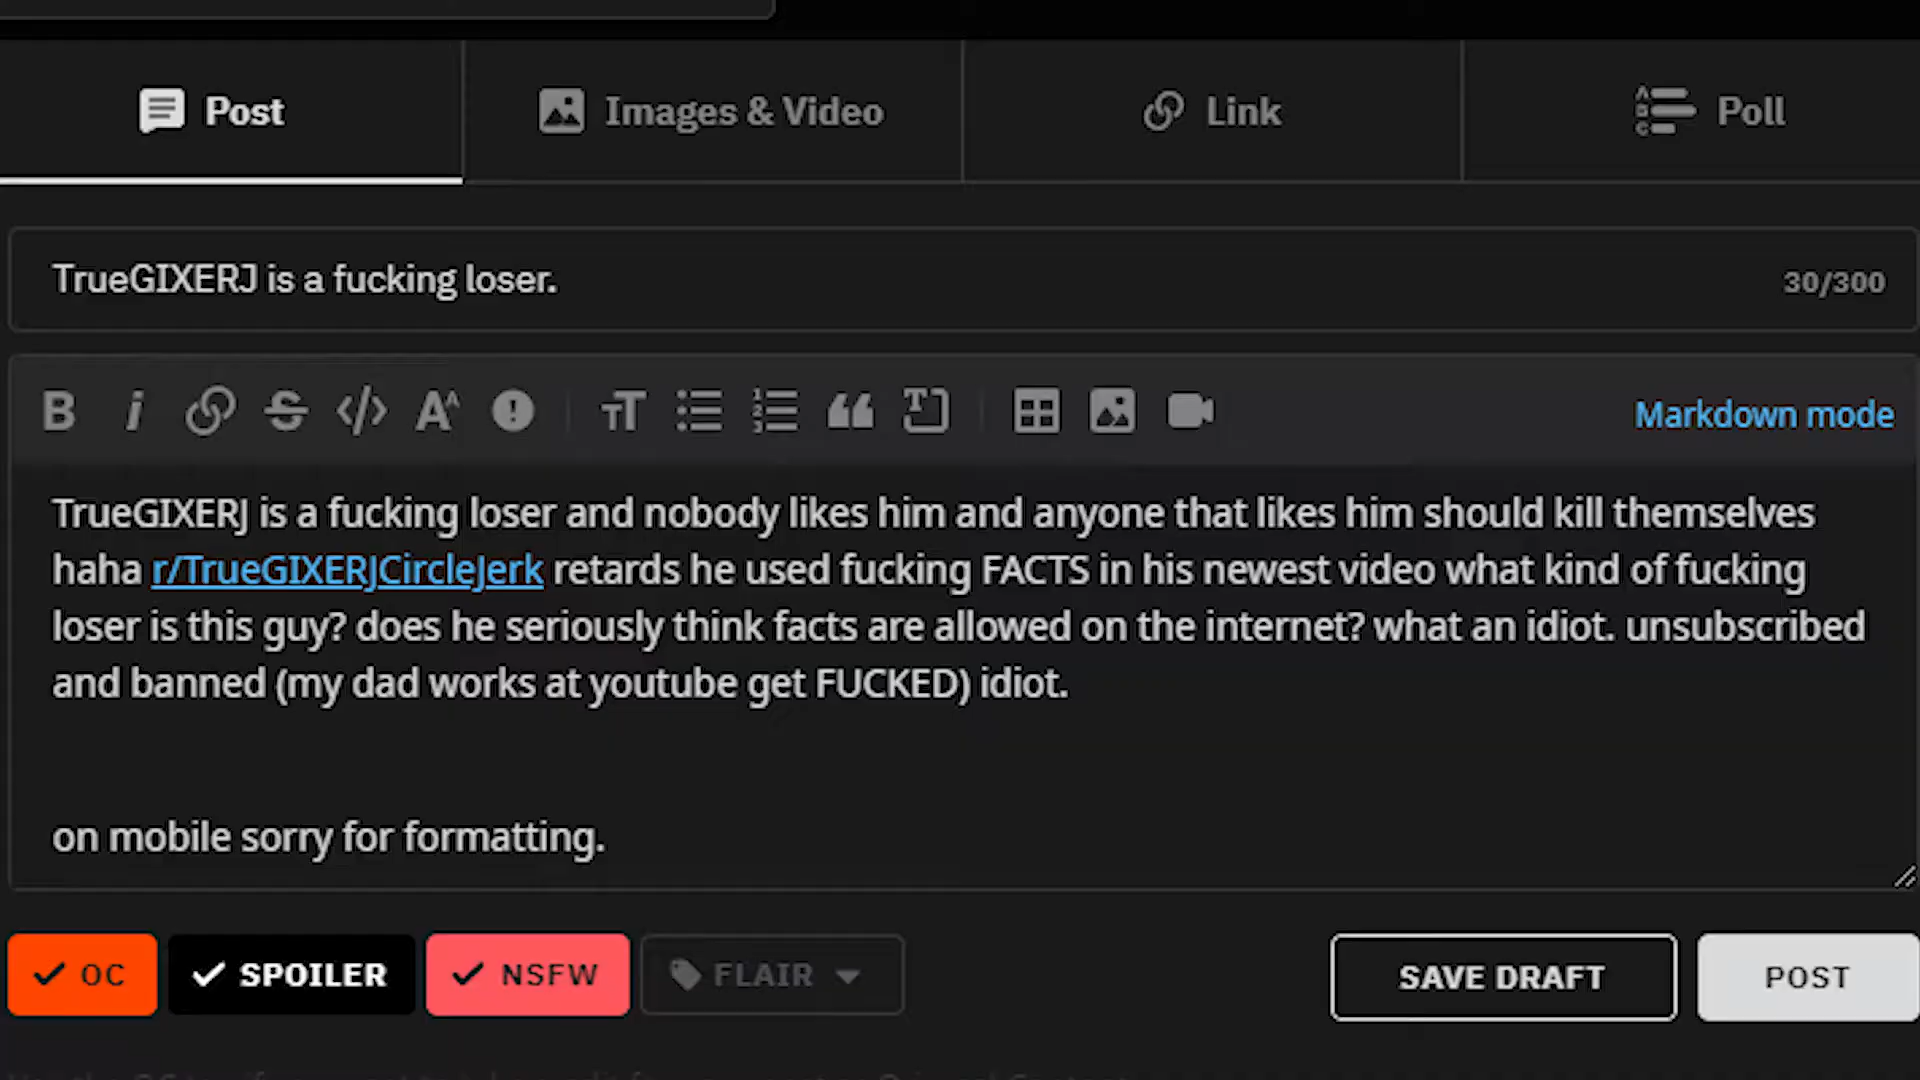 Post
Images & Video
Link
Poll
TrueGIXERJ is a fucking loser.
30/300
Markdown mode
TrueGIXERJ is a fucking loser and nobody likes him and anyone that likes him should kill themselves
haha r/TrueGIXERJCircleJerk retards he used fucking FACTS in his newest video what kind of fucking
loser is this guy? does he seriously think facts are allowed on the internet? what an idiot. unsubscribed
and banned (my dad works at youtube get FUCKED) idiot.
on mobile sorry for formatting.
OC
SPOILER
NSFW
FLAIR
SAVE DRAFT
POST